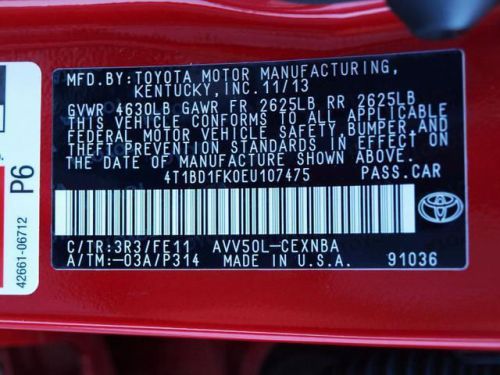 MFD.BY:TOYOTA MOTOR MANUFACTURING,
KENTUCKY, INC.11/13
GVWR 4630LB GAWR FR 2625LB RR 2625LB
THIS VEHICLE CONFORMS TO ALL APPLICABLE
FEDERAL MOTOR VEHICLE SAFETY,BUMPER,AND
THEFT PREVENTION STANDARDS IN EFFECT ON
THE DATE OF MANUFACTURE SHOWN ABOVE.
4T1BD1FK0EU107475 PASS.CAR
C/TR:3R3/FE11 AVV50L-CEXNBA
A/TM:-03A/P314 MADE IN U.S.A. 91036
P6
42661-06712